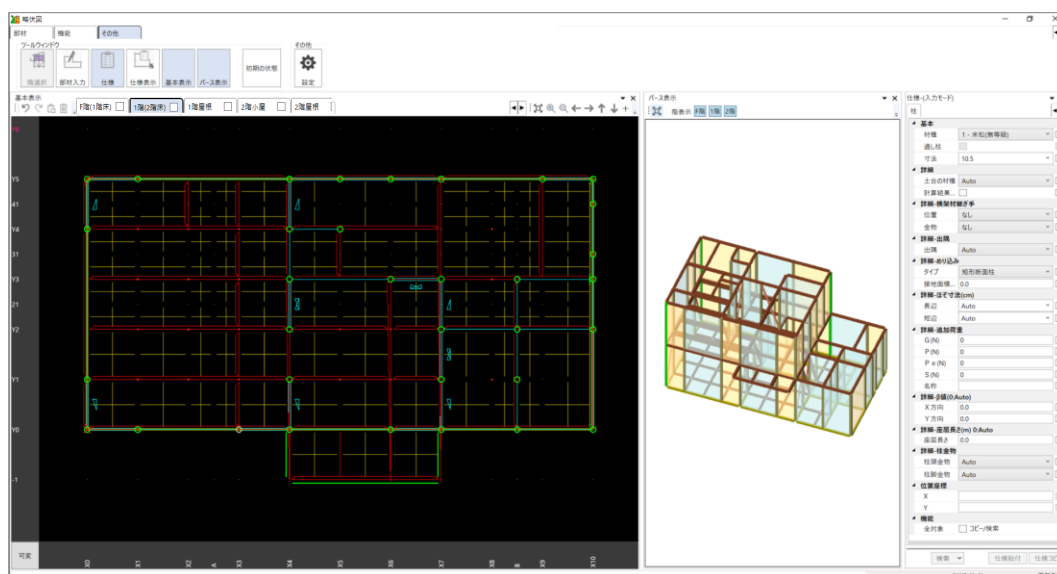 略伏図
部材 機能 その他
ツールウィンドウ その他
階選択 部材入力 仕様 仕様表示 基本表示 パース表示 初期の状態 設定
基本表示
F階(1階床) 1階(2階床) 1階屋根 2階小屋 2階屋根
Y6
Y5
41
Y4
31
Y3
21
Y2
Y1
Y0
-1
可変
X0 X1 X2 A X3 X4 X5 X6 X7 B X9 X10
パース表示
階表示 F階 1階 2階
仕様-(入力モード)
柱
基本
材種 1 - 米松(無等級)
通し柱
寸法 10.5
詳細
土台の材種 Auto
計算結果...
詳細-横架材継ぎ手
位置 なし
金物 なし
詳細-出隅
出隅 Auto
詳細-めり込み
タイプ 矩形断面柱
接地面積... 0.0
詳細-ほぞ寸法(cm)
長辺 Auto
短辺 Auto
詳細-追加荷重
G(N) 0
P(N) 0
P e (N) 0
S(N) 0
名称
詳細-β値(0:Auto)
X方向 0.0
Y方向 0.0
詳細-座屈長さ(m) 0:Auto
座屈長さ 0.0
詳細-柱金物
柱頭金物 Auto
柱脚金物 Auto
位置座標
X
Y
機能
全対象 コピー/検索
検索 仕様貼付